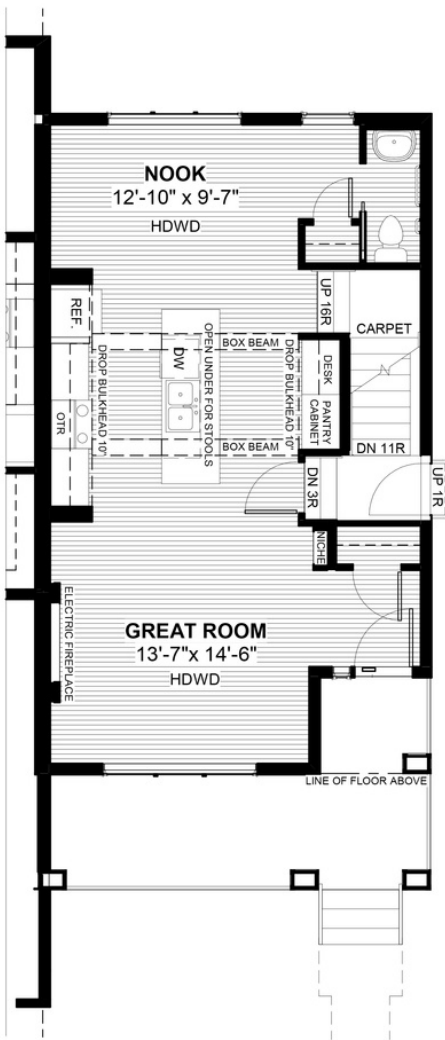 NOOK
12'-10" x 9'-7"
HDWD
UP 16R
CARPET
REF.
BOX BEAM
DROP BULKHEAD 10"
DW
OPEN UNDER FOR STOOLS
DROP BULKHEAD 10"
DESK
PANTRY
CABINET
OTR
BOX BEAM
DN 11R
DN 3R
UP 1R
NICHE
ELECTRIC FIREPLACE
GREAT ROOM
13'-7"x 14'-6"
HDWD
LINE OF FLOOR ABOVE